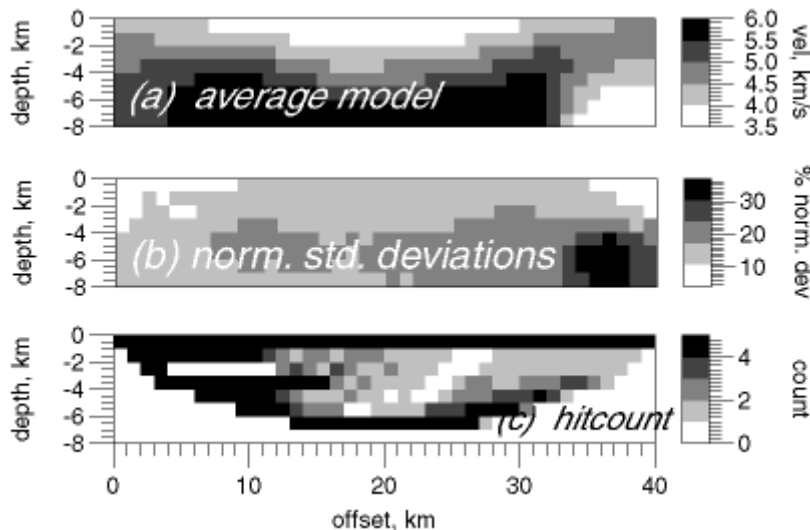 0
-2
-4
-6
-8
depth, km
(a) average model
6.0
5.5
5.0
4.5
4.0
3.5
vel, Km/s
0
-2
-4
-6
-8
depth, km
(b) norm. std. deviations
30
20
10
% norm. dev
0
-2
-4
-6
-8
depth, km
(c) hitcount
4
2
0
count
0 10 20 30 40
offset, km